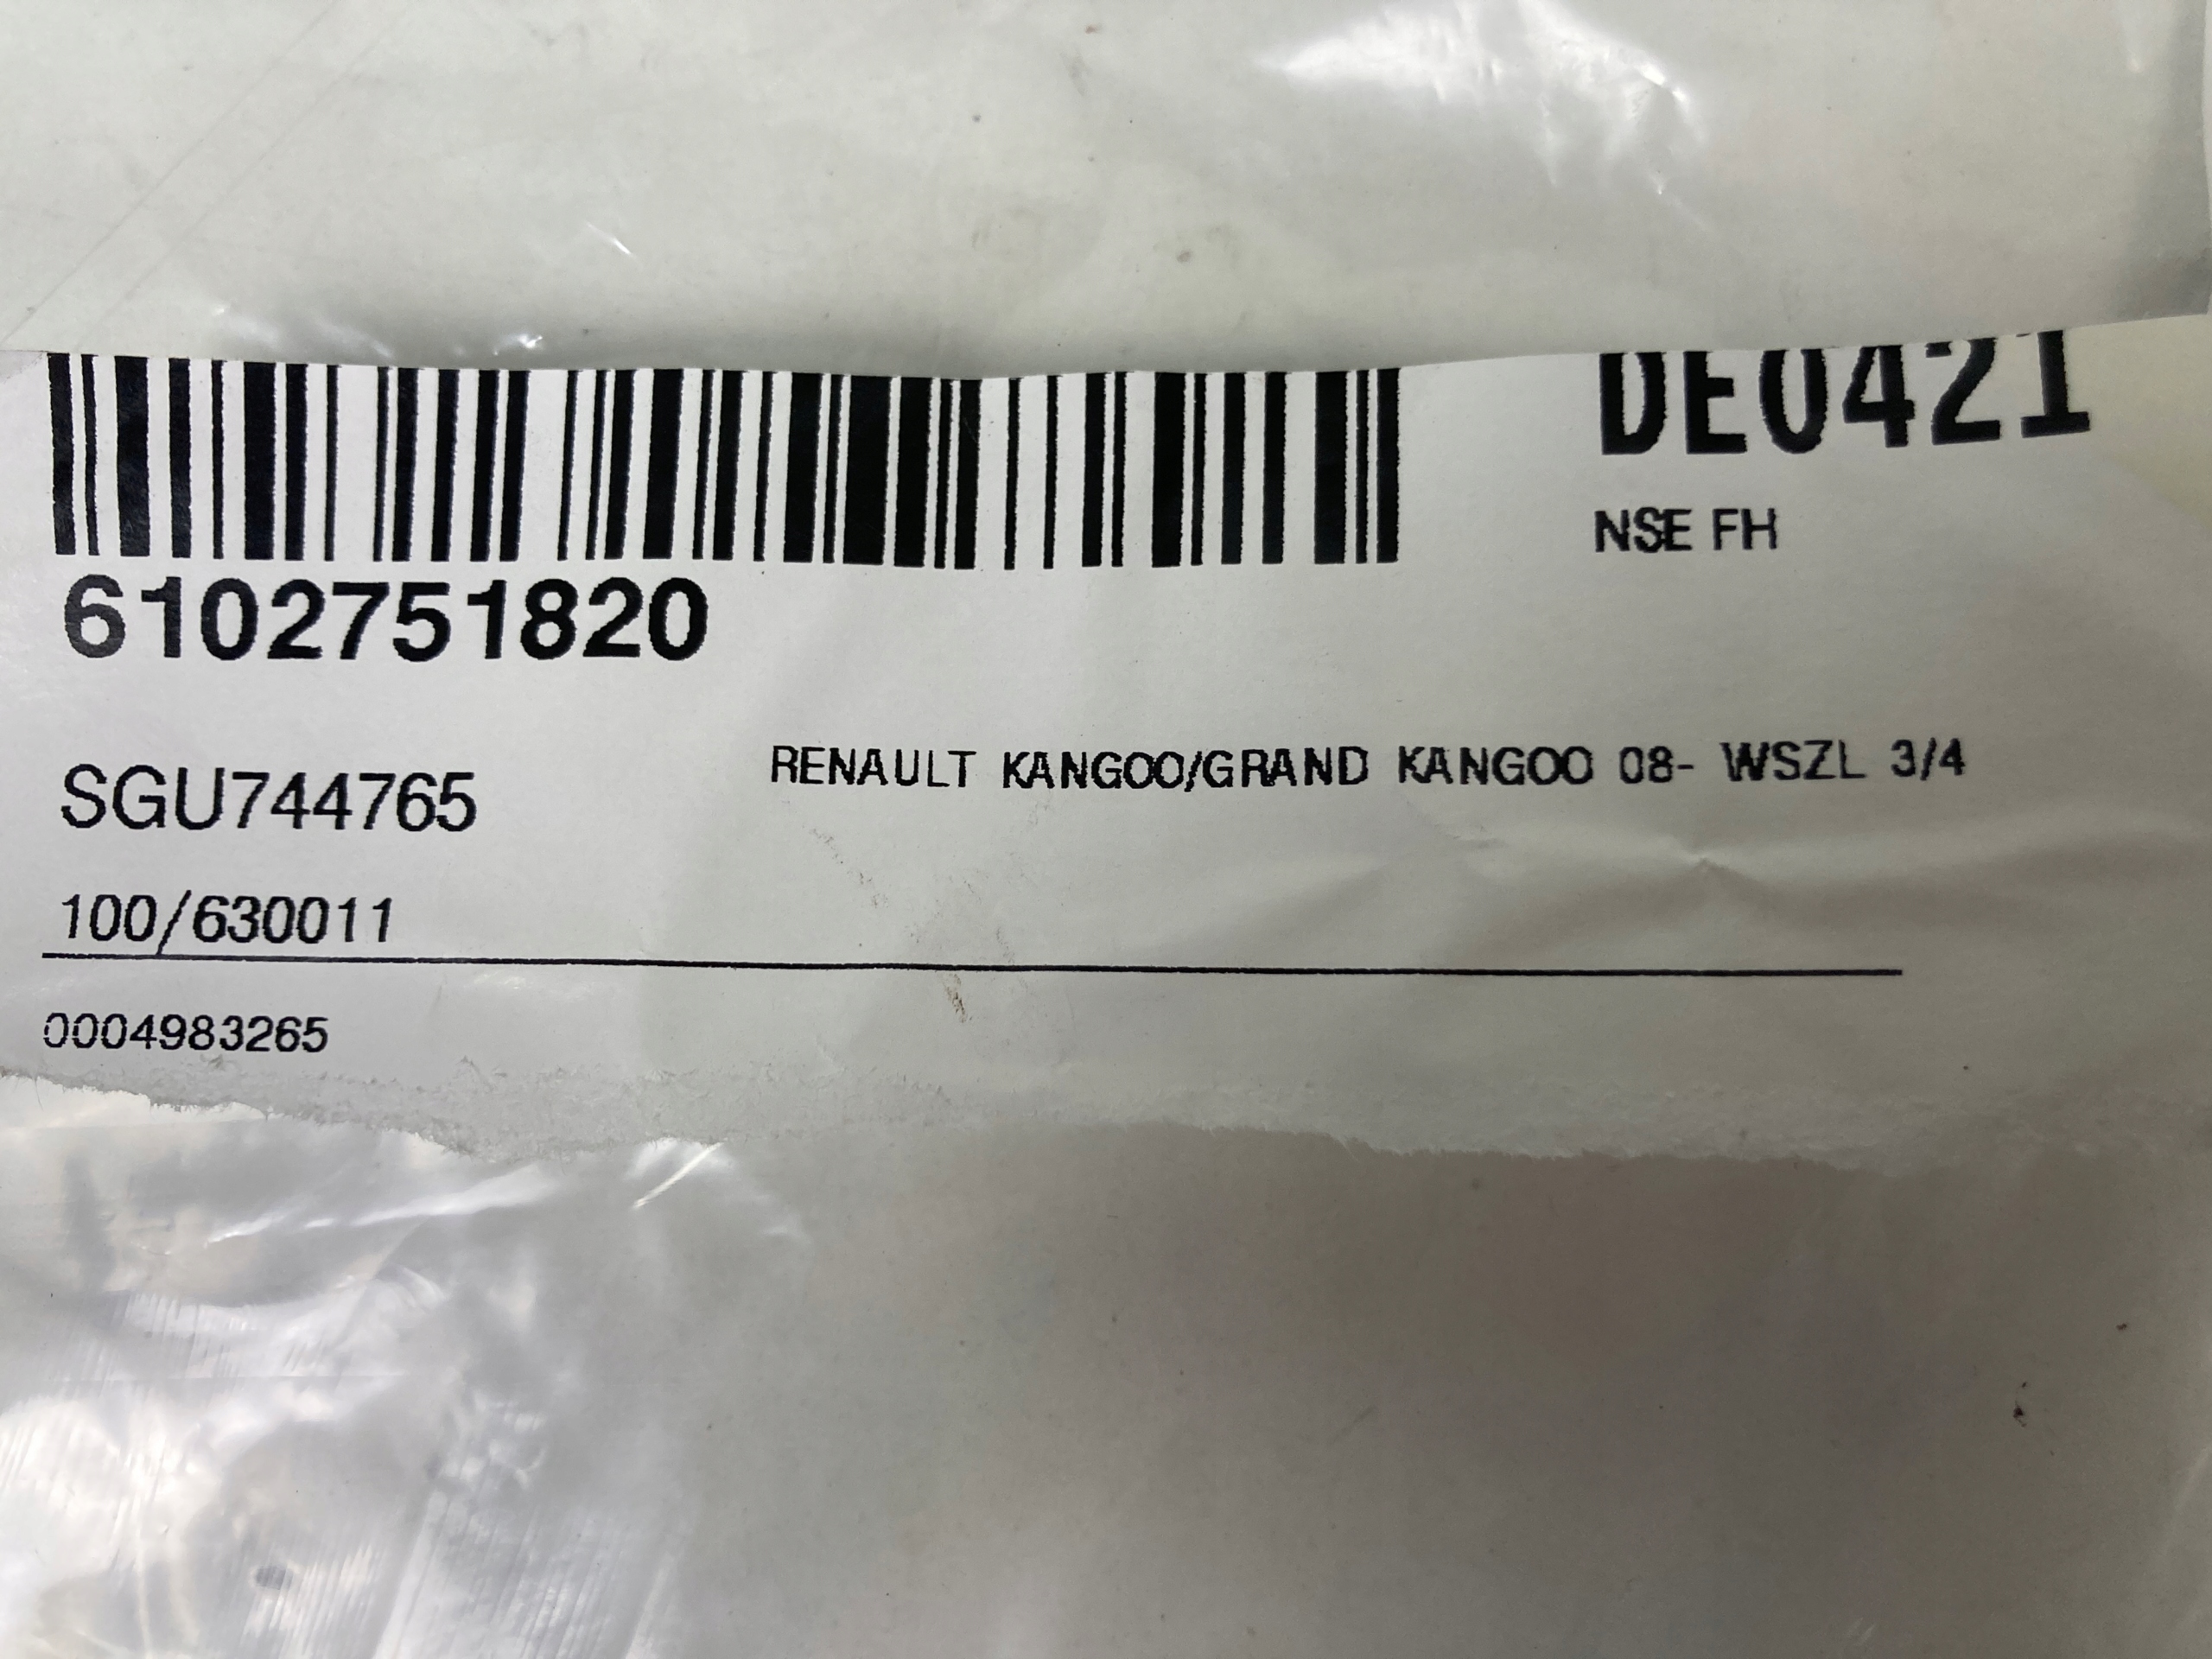 DE0421
NSE FH
6102751820
SGU744765
RENAULT KANGOO/GRAND KANGOO 08- WSZL 3/4
100/630011
0004983265